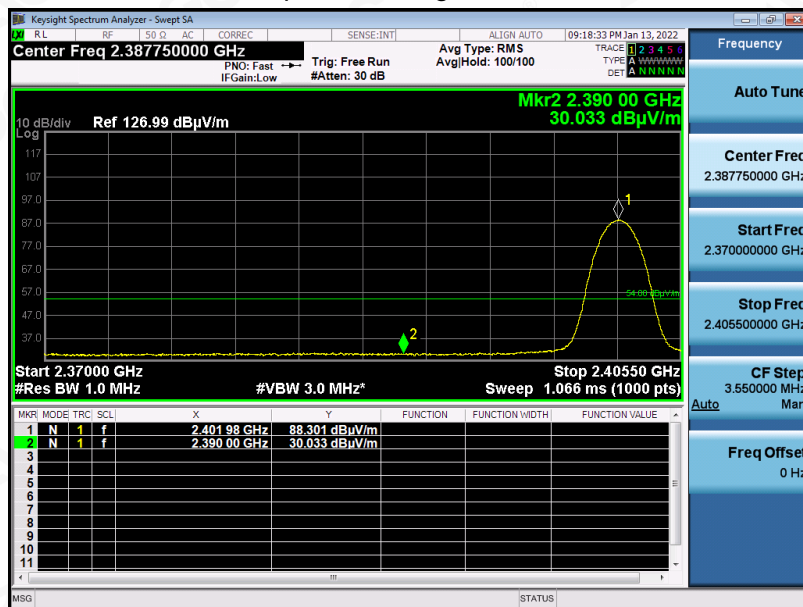 Keysight Spectrum Analyzer - Swept SA
LXI RL RF 50 Ω AC CORREC SENSE:INT ALIGN AUTO 09:18:33 PM Jan 13, 2022
Center Freq 2.387750000 GHz
PNO: Fast
IFGain:Low
Trig: Free Run
#Atten: 30 dB
Avg Type: RMS
Avg|Hold: 100/100
TRACE 1 2 3 4 5 6
TYPE A WWWWW
DET A N N N N N
Mkr2 2.390 00 GHz
30.033 dBµV/m
10 dB/div Ref 126.99 dBµV/m
Log
117
107
97.0
87.0
77.0
67.0
57.0
47.0
37.0
1
54.00 dBµV/m
2
Start 2.37000 GHz Stop 2.40550 GHz
#Res BW 1.0 MHz #VBW 3.0 MHz* Sweep 1.066 ms (1000 pts)
MKR MODE TRC SCL X Y FUNCTION FUNCTION WIDTH FUNCTION VALUE
1 N 1 f 2.401 98 GHz 88.301 dBµV/m
2 N 1 f 2.390 00 GHz 30.033 dBµV/m
3
4
5
6
7
8
9
10
11
MSG STATUS
Frequency
Auto Tune
Center Freq
2.387750000 GHz
Start Freq
2.370000000 GHz
Stop Freq
2.405500000 GHz
CF Step
3.550000 MHz
Auto Man
Freq Offset
0 Hz